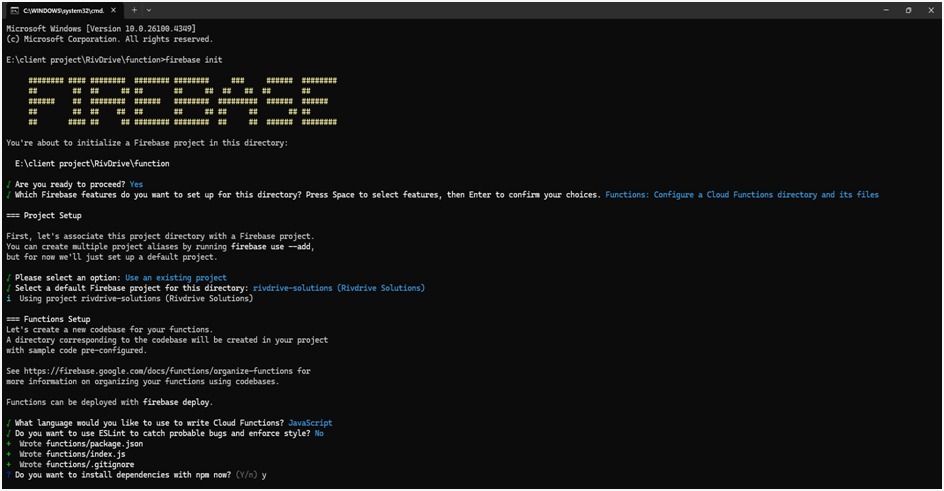 C:\WINDOWS\system32\cmd.
Microsoft Windows [Version 10.0.26100.4349]
(c) Microsoft Corporation. All rights reserved.
E:\client project\RivDrive\function>firebase init
FIREBASE
You're about to initialize a Firebase project in this directory:
E:\client project\RivDrive\function
√ Are you ready to proceed? Yes
√ Which Firebase features do you want to set up for this directory? Press Space to select features, then Enter to confirm your choices. Functions: Configure a Cloud Functions directory and its files
=== Project Setup
First, let's associate this project directory with a Firebase project.
You can create multiple project aliases by running firebase use --add,
but for now we'll just set up a default project.
√ Please select an option: Use an existing project
√ Select a default Firebase project for this directory: rivdrive-solutions (Rivdrive Solutions)
i  Using project rivdrive-solutions (Rivdrive Solutions)
=== Functions Setup
Let's create a new codebase for your functions.
A directory corresponding to the codebase will be created in your project
with sample code pre-configured.
See https://firebase.google.com/docs/functions/organize-functions for
more information on organizing your functions using codebases.
Functions can be deployed with firebase deploy.
√ What language would you like to use to write Cloud Functions? JavaScript
√ Do you want to use ESLint to catch probable bugs and enforce style? No
+  Wrote functions/package.json
+  Wrote functions/index.js
+  Wrote functions/.gitignore
? Do you want to install dependencies with npm now? (Y/n) y